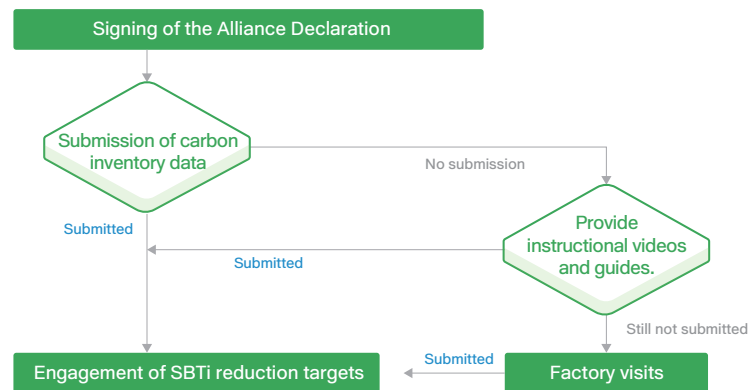 Signing of the Alliance Declaration
Submission of carbon
inventory data
No submission
Submitted
Provide
instructional videos
and guides.
Submitted
Still not submitted
Engagement of SBTi reduction targets
Submitted
Factory visits